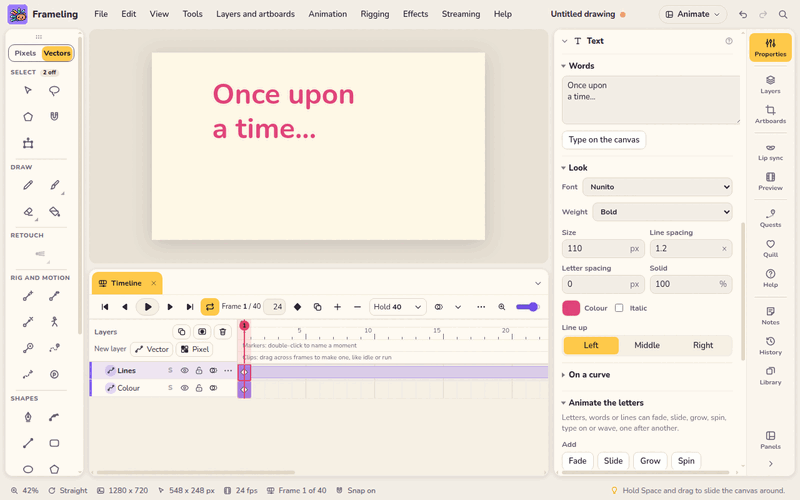 Frameling
File Edit View Tools Layers and artboards Animation Rigging Effects Streaming Help
Untitled drawing
Animate
Pixels Vectors
SELECT 2 off
DRAW
RETOUCH
RIG AND MOTION
SHAPES
Once upon
a time...
Timeline
Frame 1 / 40 24 Hold 40
Layers
New layer Vector Pixel
1 5 10 15 20
Markers: double-click to name a moment
Clips: drag across frames to make one, like idle or run
Lines S
Colour S
Text
Words
Once upon
a time...
Type on the canvas
Look
Font Nunito
Weight Bold
Size Line spacing
110 px 1.2 ×
Letter spacing Solid
0 px 100 %
Colour Italic
Line up
Left Middle Right
On a curve
Animate the letters
Letters, words or lines can fade, slide, grow, spin,
type on or wave, one after another.
Add
Fade Slide Grow Spin
Properties
Layers
Artboards
Lip sync
Preview
Quests
Quill
Help
Notes
History
Library
Panels
42% Straight 1280 x 720 548 x 248 px 24 fps Frame 1 of 40 Snap on
Hold Space and drag to slide the canvas around.